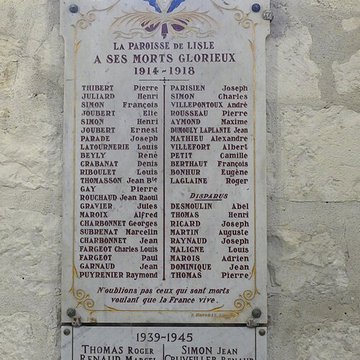 LA PAROISSE DE LISLE
A SES MORTS GLORIEUX
1914-1918
THIBERT Pierre
JULIARD Henri
SIMON François
JOUBERT Elie
SIMON Henri
JOUBERT Ernest
PARADE Joseph
LATOURNERIE Louis
BEYLY René
CRABANAT Denis
RIBOULET Louis
THOMASSON Jean Bte
GAY Pierre
ROUCHAUD Jean Raoul
GRAVIER Jules
MAROIX Alfred
CHARBONNET Georges
SUBRENAT Marcelin
CHARBONNET Jean
FARGEOT Charles Louis
FARGEOT Paul
GARNAUD Jean
PUYRENIER Raymond
PARISIEN Joseph
SIMON Charles
VILLEPONTOUX André
ROUSSEAU Pierre
AYMOND Maxime
DIMOULY LAPLANTE Jean
MATHIEU Alexandre
VILLEFORT Albert
PETIT Camille
BERTHAUT François
BONHUR Eugène
LAGLAINE Roger
DISPARUS
DESMOULIN Abel
THOMAS Henri
RICARD Joseph
MARTIN Auguste
RAYNAUD Joseph
MALIGNE Louis
MAROIS Adrien
DOMINIQUE Jean
THOMAS Pierre
N'oublions pas ceux qui sont morts
voulant que la France vive.
1939-1945
THOMAS ROGER SIMON JEAN
RENAUD MARCEL